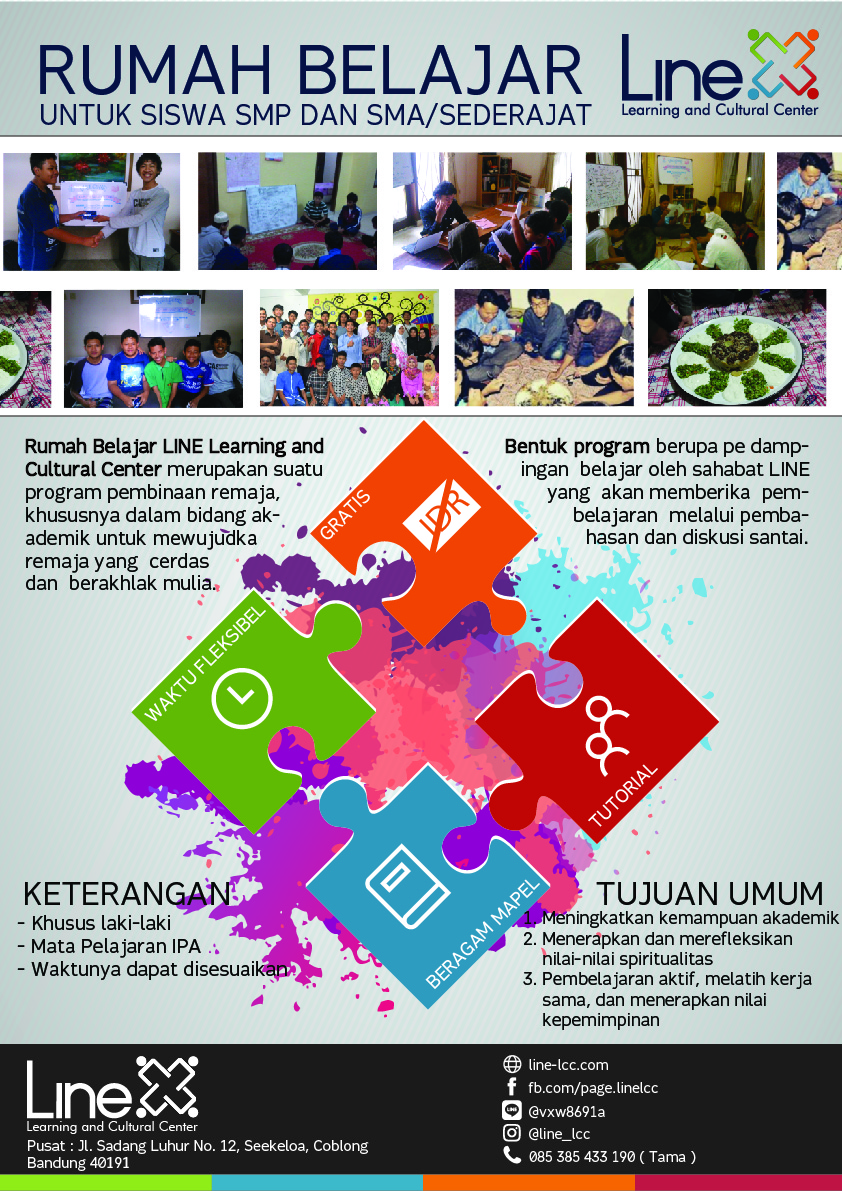 RUMAH BELAJAR
UNTUK SISWA SMP DAN SMA/SEDERAJAT
Line
Learning and Cultural Center
Rumah Belajar LINE Learning and
Cultural Center merupakan suatu
program pembinaan remaja,
khususnya dalam bidang ak-
ademik untuk mewujudka
remaja yang cerdas
dan berakhlak mulia.
Bentuk program berupa pe damp-
ingan belajar oleh sahabat LINE
yang akan memberika pem-
belajaran melalui pemba-
hasan dan diskusi santai.
GRATIS
IDR
WAKTU FLEKSIBEL
TUTORIAL
BERAGAM MAPEL
KETERANGAN
- Khusus laki-laki
- Mata Pelajaran IPA
- Waktunya dapat disesuaikan
TUJUAN UMUM
1. Meningkatkan kemampuan akademik
2. Menerapkan dan merefleksikan
nilai-nilai spiritualitas
3. Pembelajaran aktif, melatih kerja
sama, dan menerapkan nilai
kepemimpinan
Line
Learning and Cultural Center
Pusat : Jl. Sadang Luhur No. 12, Seekeloa, Coblong
Bandung 40191
line-lcc.com
fb.com/page.linelcc
LINE
@vxw8691a
@line_lcc
085 385 433 190 ( Tama )